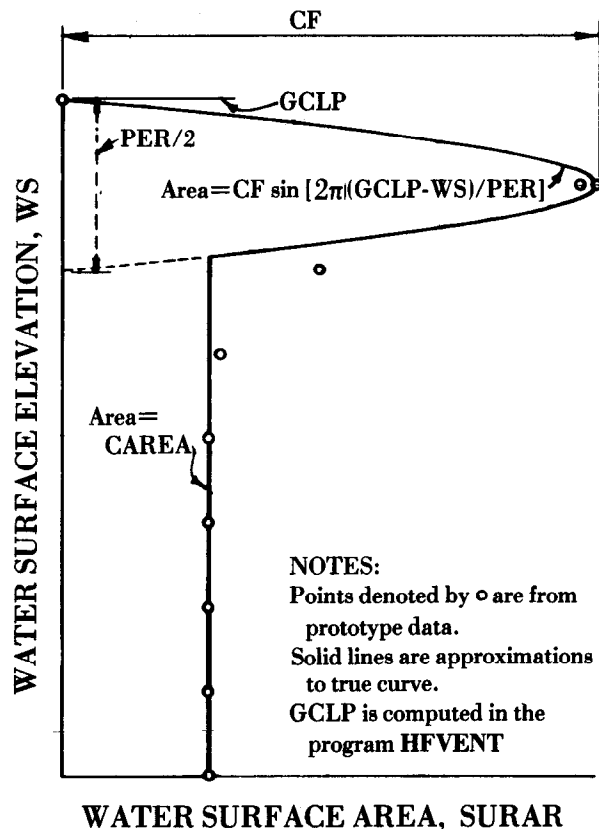 CF
GCLP
PER/2
Area=CF sin [2π(GCLP-WS)/PER]
WATER SURFACE ELEVATION, WS
Area=
CAREA
NOTES:
Points denoted by o are from
prototype data.
Solid lines are approximations
to true curve.
GCLP is computed in the
program HFVENT
WATER SURFACE AREA, SURAR